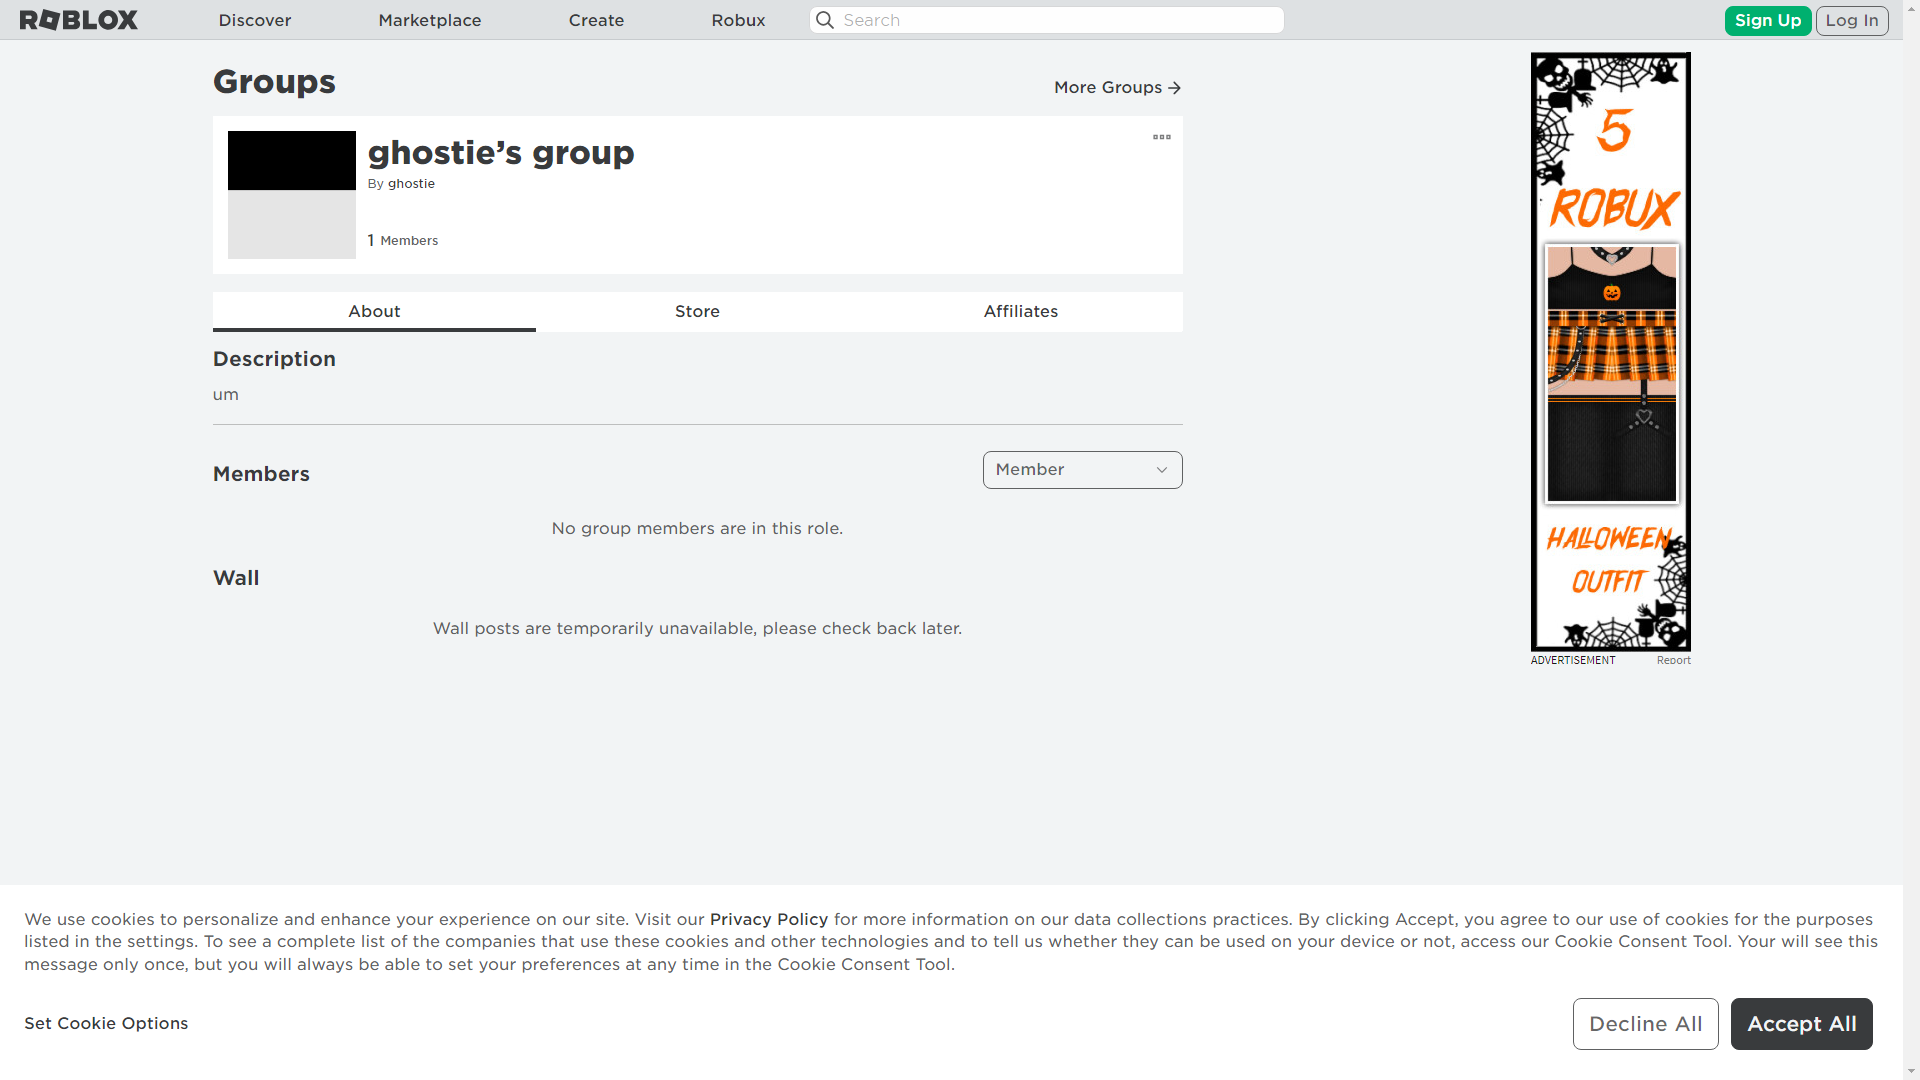 ROBLOX
Discover
Marketplace
Create
Robux
Search
Sign Up
Log In
Groups
More Groups
ghostie’s group
By ghostie
1 Members
About
Store
Affiliates
Description
um
Members
Member
No group members are in this role.
Wall
Wall posts are temporarily unavailable, please check back later.
5
ROBUX
HALLOWEEN
OUTFIT
ADVERTISEMENT
Report
We use cookies to personalize and enhance your experience on our site. Visit our Privacy Policy for more information on our data collections practices. By clicking Accept, you agree to our use of cookies for the purposes
listed in the settings. To see a complete list of the companies that use these cookies and other technologies and to tell us whether they can be used on your device or not, access our Cookie Consent Tool. Your will see this
message only once, but you will always be able to set your preferences at any time in the Cookie Consent Tool.
Set Cookie Options
Decline All
Accept All